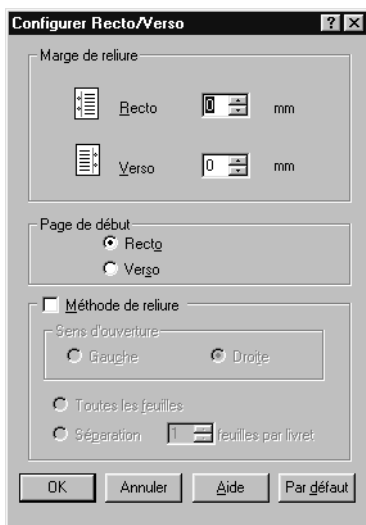 Configurer Recto/Verso
Marge de reliure
Recto 0 mm
Verso 0 mm
Page de début
Recto
Verso
Méthode de reliure
Sens d'ouverture
Gauche Droite
Toutes les feuilles
Séparation 1 feuilles par livret
OK Annuler Aide Par défaut